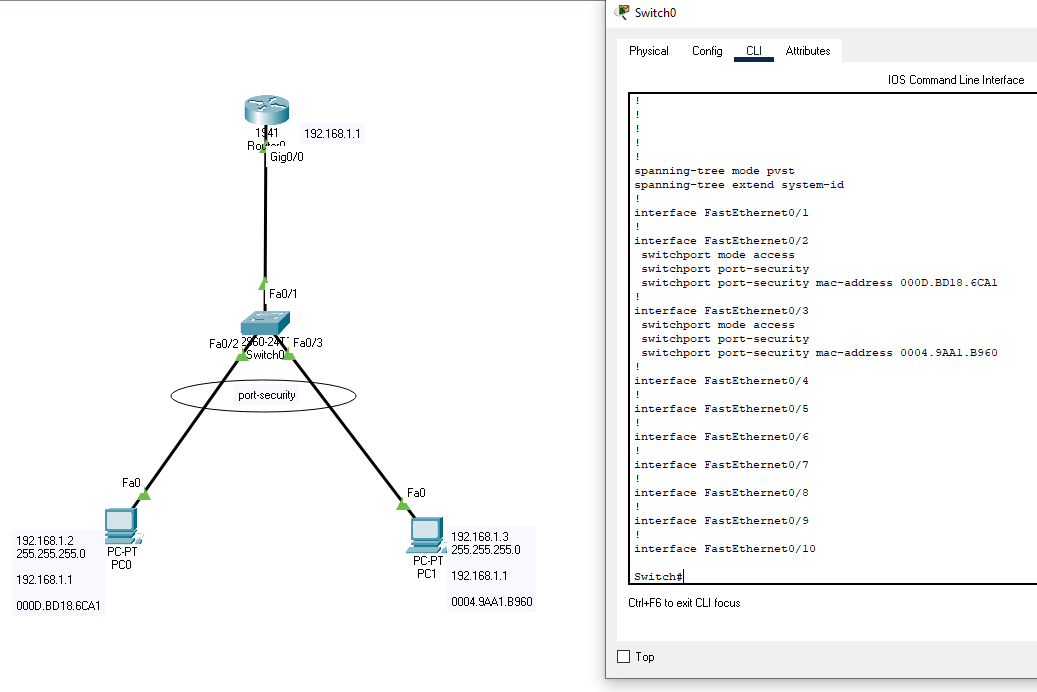 1941
Router0
192.168.1.1
Gig0/0
Fa0/1
Fa0/2
2960-24TT
Fa0/3
Switch0
port-security
Fa0
Fa0
192.168.1.2
255.255.255.0
192.168.1.1
000D.BD18.6CA1
PC-PT
PC0
192.168.1.3
255.255.255.0
192.168.1.1
0004.9AA1.B960
PC-PT
PC1
Switch0
Physical Config CLI Attributes
IOS Command Line Interface
!
!
!
!
!
spanning-tree mode pvst
spanning-tree extend system-id
!
interface FastEthernet0/1
!
interface FastEthernet0/2
switchport mode access
switchport port-security
switchport port-security mac-address 000D.BD18.6CA1
!
interface FastEthernet0/3
switchport mode access
switchport port-security
switchport port-security mac-address 0004.9AA1.B960
!
interface FastEthernet0/4
!
interface FastEthernet0/5
!
interface FastEthernet0/6
!
interface FastEthernet0/7
!
interface FastEthernet0/8
!
interface FastEthernet0/9
!
interface FastEthernet0/10
Switch#
Ctrl+F6 to exit CLI focus
Top